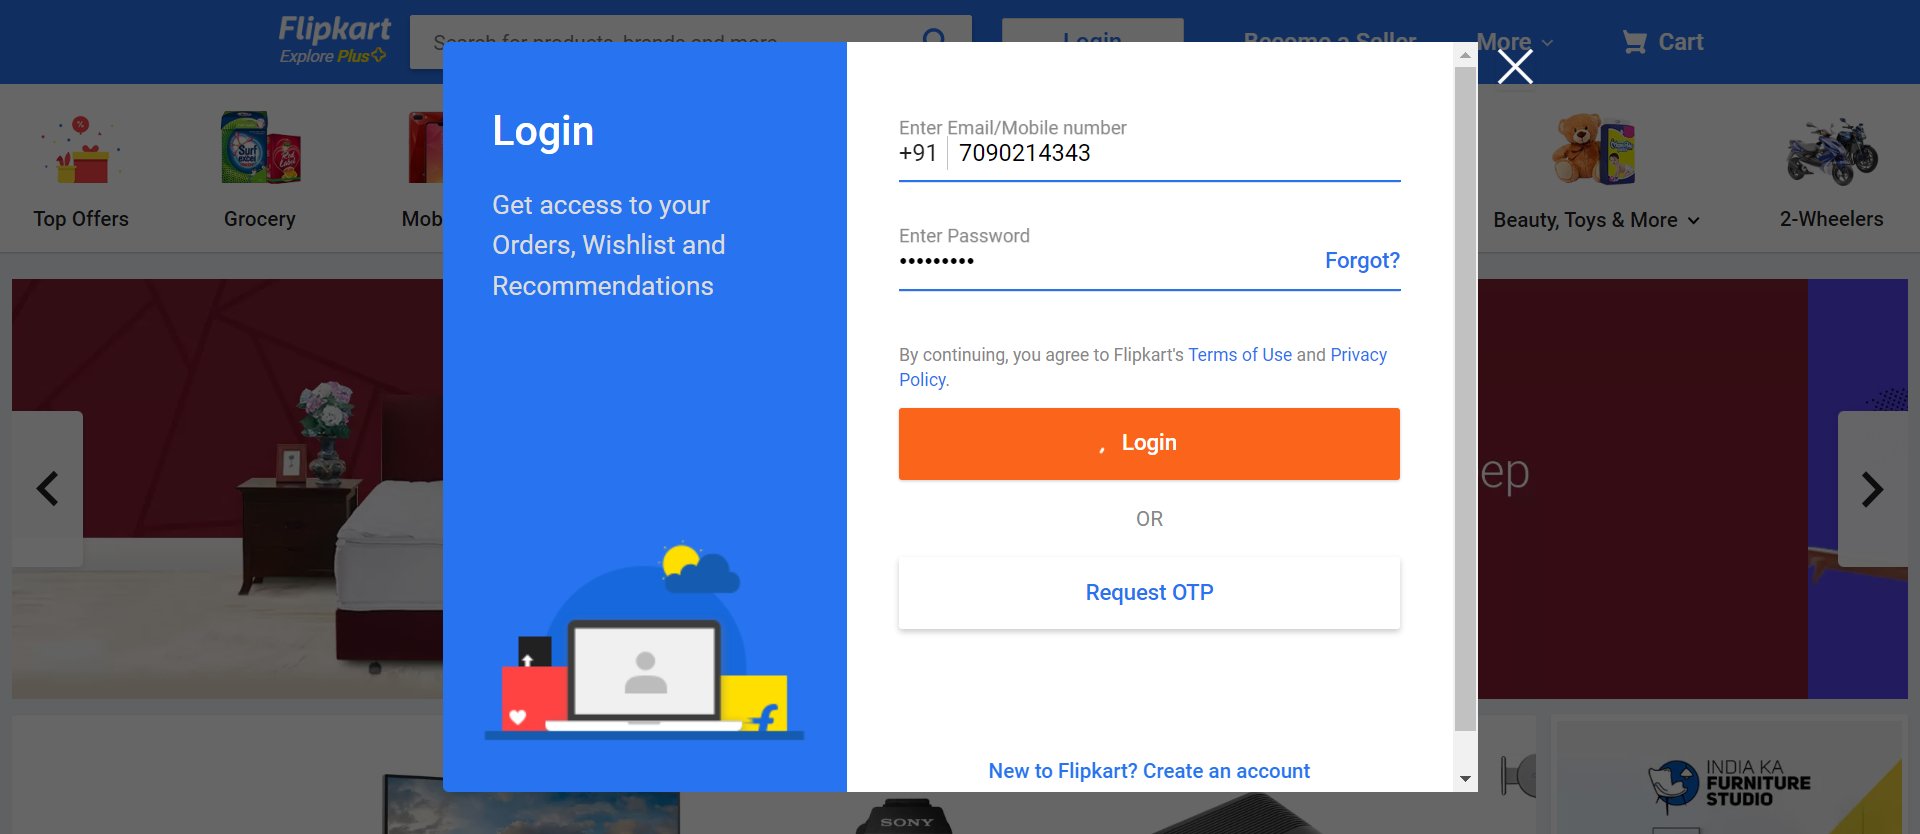 Flipkart
Explore Plus
Search for products, brands and more
Login
Become a Seller
More
Cart
Top Offers
Grocery
Mob
Beauty, Toys & More
2-Wheelers
Login
Get access to your
Orders, Wishlist and
Recommendations
Enter Email/Mobile number
+91 7090214343
Enter Password
Forgot?
By continuing, you agree to Flipkart's Terms of Use and Privacy
Policy.
Login
OR
Request OTP
New to Flipkart? Create an account
ep
SONY
INDIA KA
FURNITURE
STUDIO